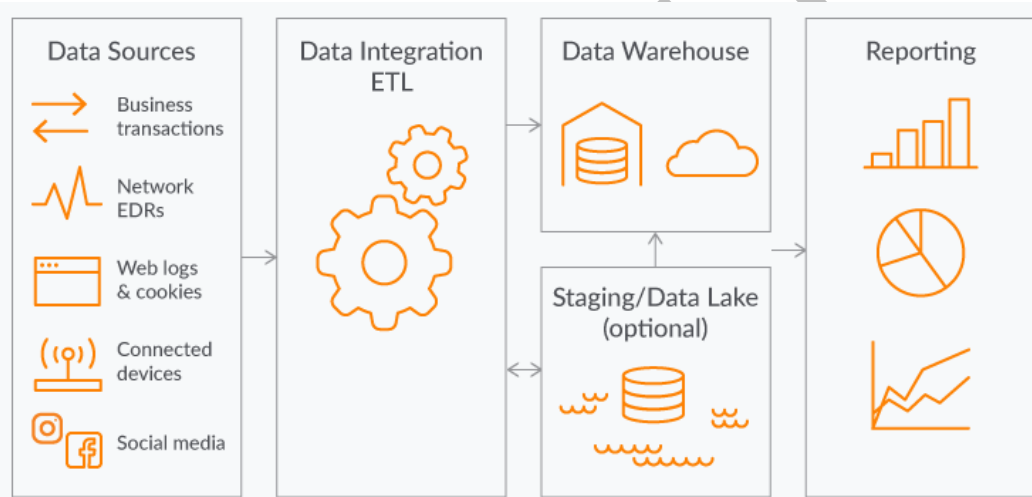 Data Sources
Business
transactions
Network
EDRs
Web logs
& cookies
Connected
devices
Social media
Data Integration
ETL
Data Warehouse
Staging/Data Lake
(optional)
Reporting